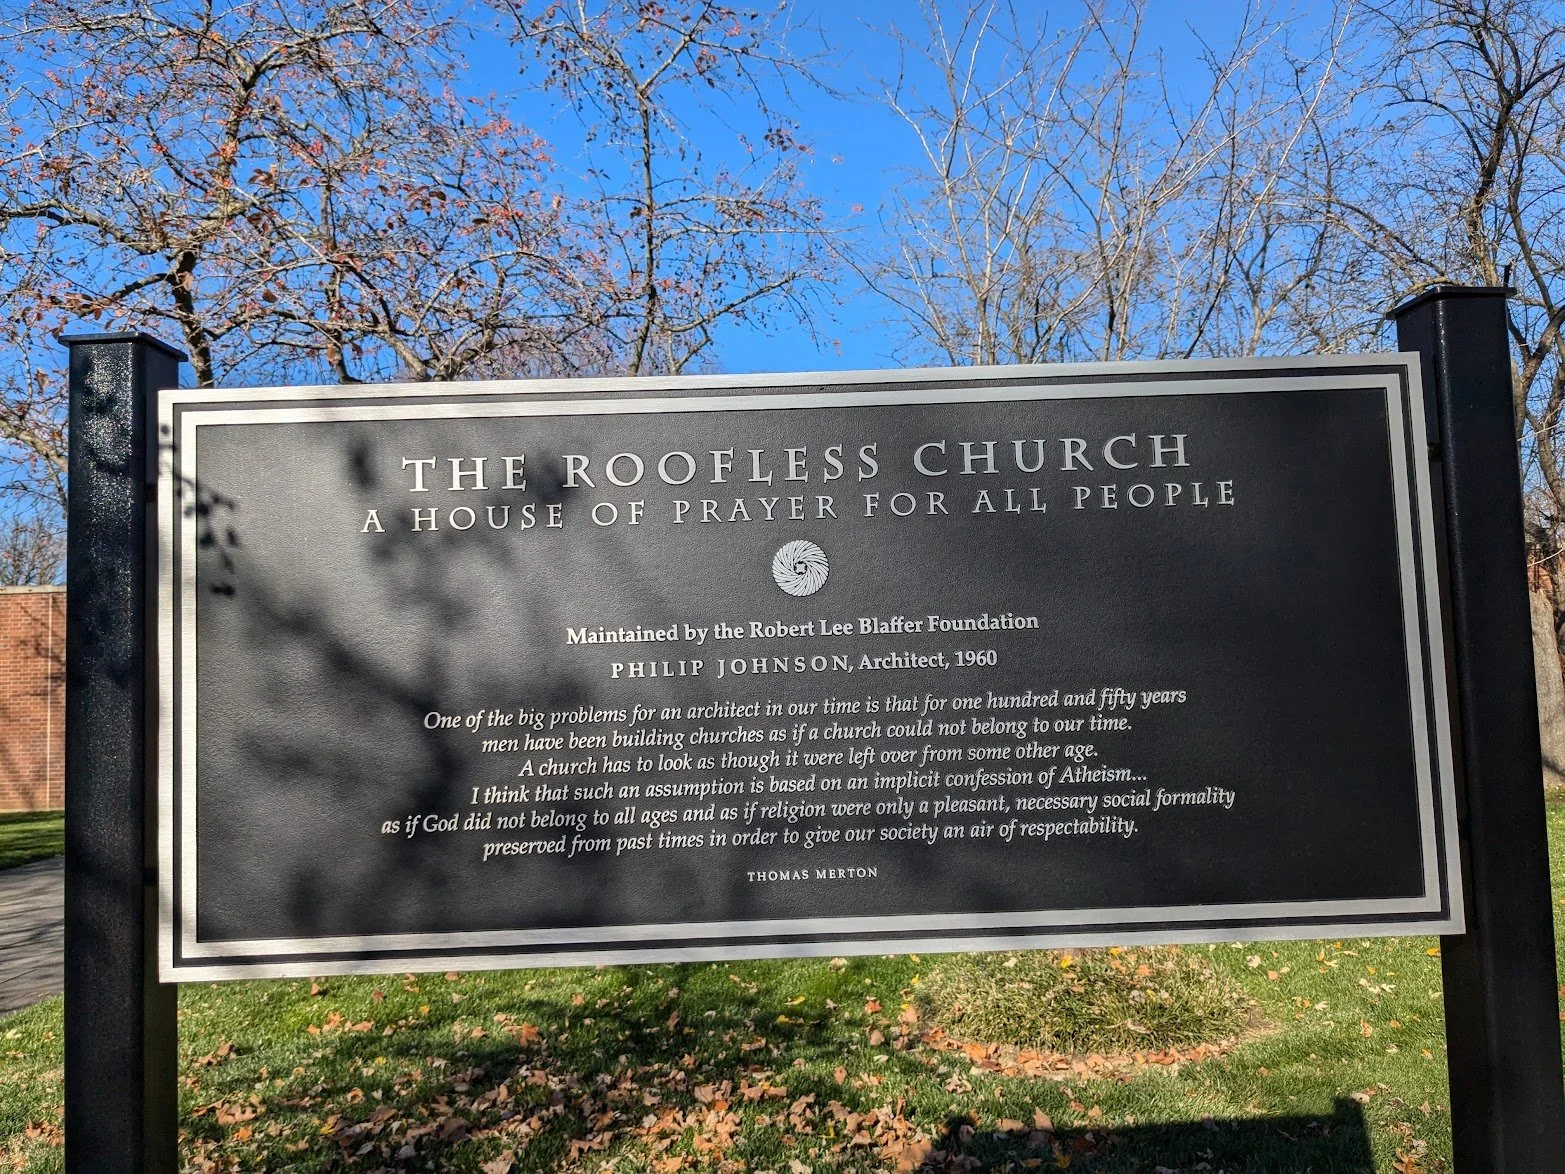 THE ROOFLESS CHURCH
A HOUSE OF PRAYER FOR ALL PEOPLE
Maintained by the Robert Lee Blaffer Foundation
PHILIP JOHNSON, Architect, 1960
One of the big problems for an architect in our time is that for one hundred and fifty years
men have been building churches as if a church could not belong to our time.
A church has to look as though it were left over from some other age.
I think that such an assumption is based on an implicit confession of Atheism...
as if God did not belong to all ages and as if religion were only a pleasant, necessary social formality
preserved from past times in order to give our society an air of respectability.
THOMAS MERTON